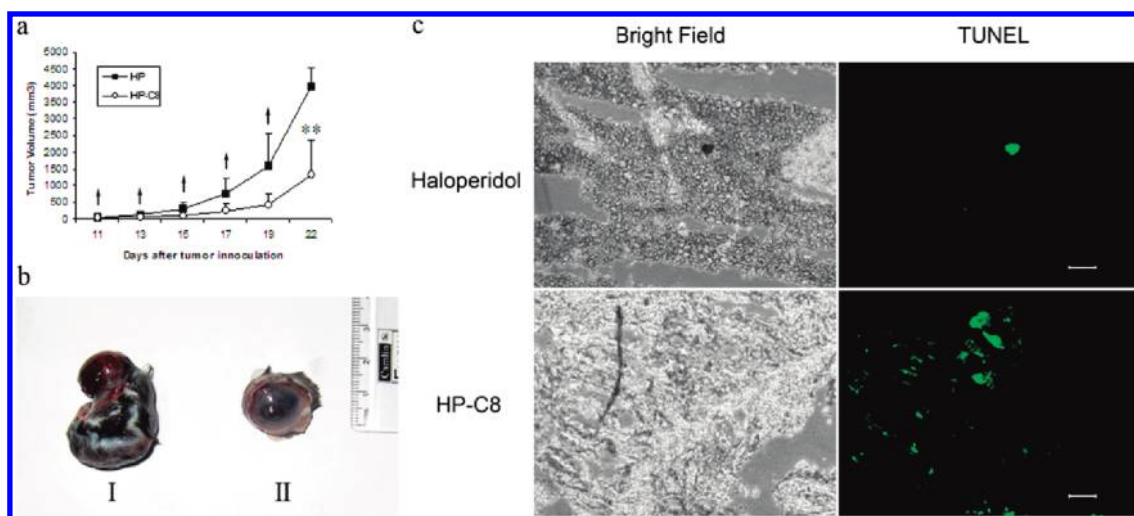 a
5000
4500
4000
3500
3000
2500
2000
1500
1000
500
0
Tumor Volume (mm3)
HP
HP-C8
**
11 13 15 17 19 22
Days after tumor innoculation
b
I II
c
Bright Field TUNEL
Haloperidol
HP-C8